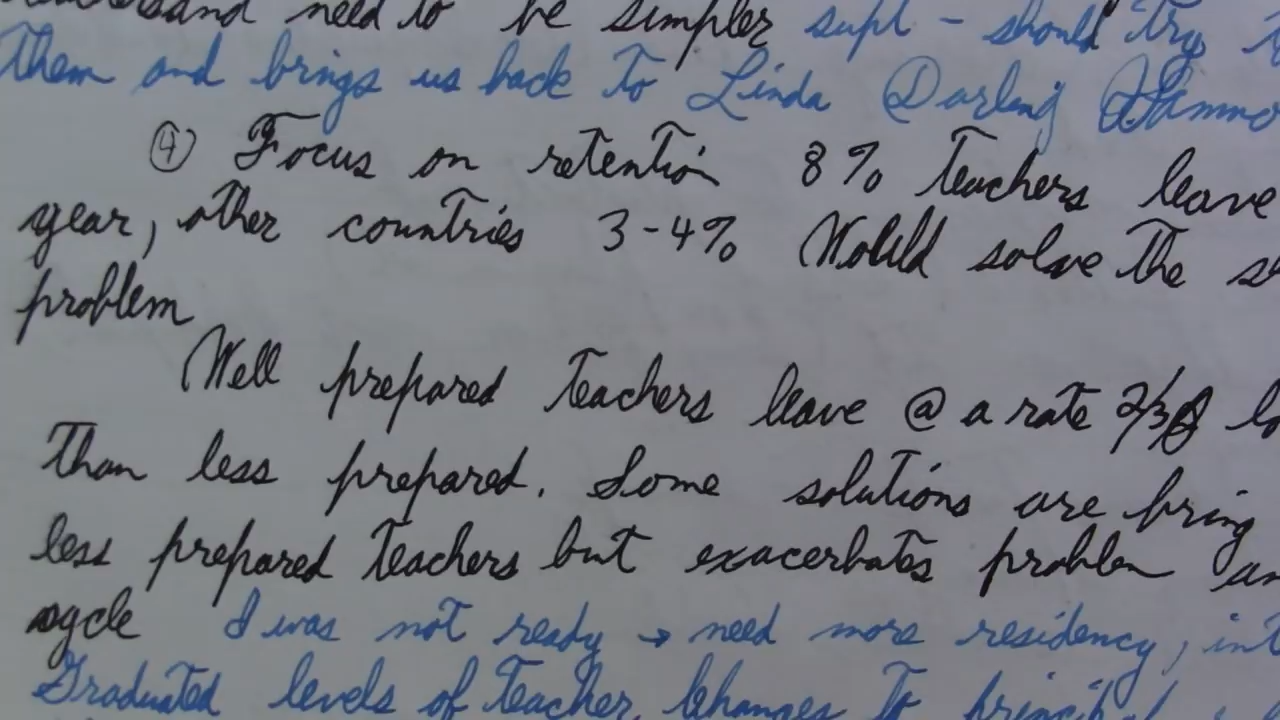 and need to be simpler supt - should try
them and brings us back to Linda Darling
④ Focus on retention 8% teachers leave
year, other countries 3-4% Would solve the
problem
Well prepared teachers leave @ a rate 2/3
than less prepared. Some solutions are bring
less prepared teachers but exacerbates problem
cycle I was not ready → need more residency,
Graduated levels of teacher. Changes to